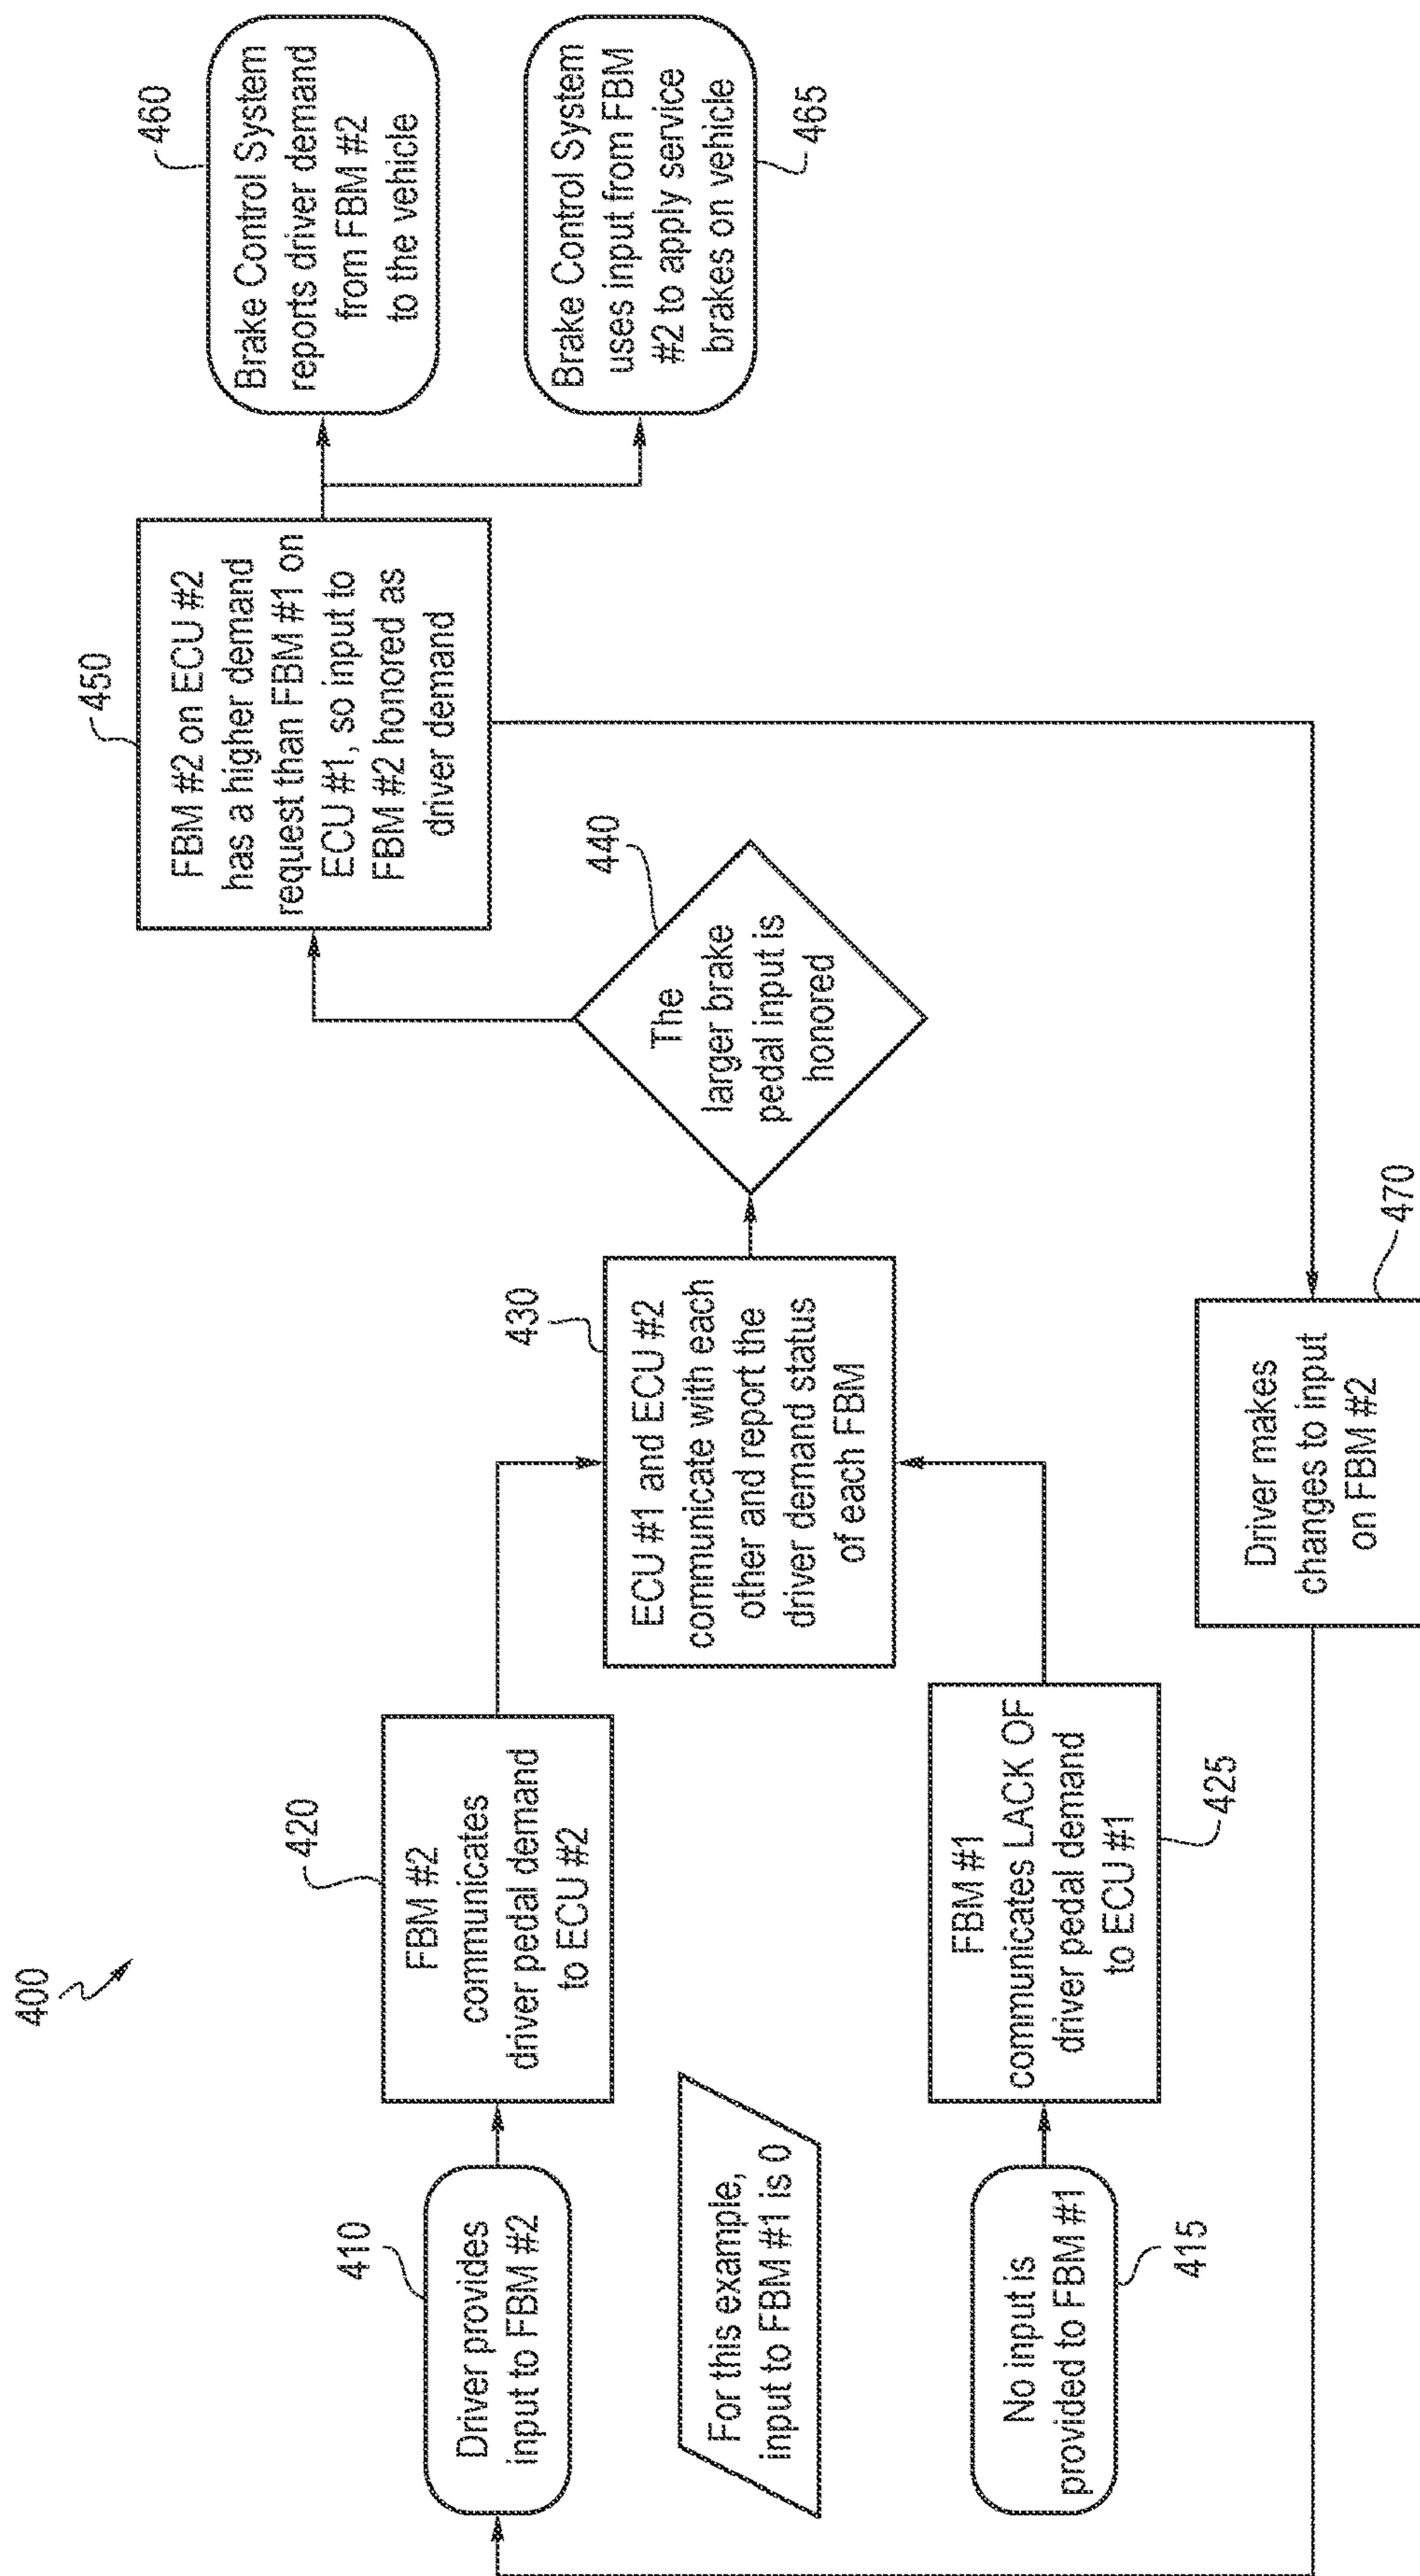 400
410
Driver provides
input to FBM #2
420
FBM #2
communicates
driver pedal demand
to ECU #2
For this example,
input to FBM #1 is 0
No input is
provided to FBM #1
415
FBM #1
communicates LACK OF
driver pedal demand
to ECU #1
425
430
ECU #1 and ECU #2
communicate with each
other and report the
driver demand status
of each FBM
440
The
larger brake
pedal input is
honored
450
FBM #2 on ECU #2
has a higher demand
request than FBM #1 on
ECU #1, so input to
FBM #2 honored as
driver demand
460
Brake Control System
reports driver demand
from FBM #2
to the vehicle
Brake Control System
uses input from FBM
#2 to apply service
brakes on vehicle
465
470
Driver makes
changes to input
on FBM #2